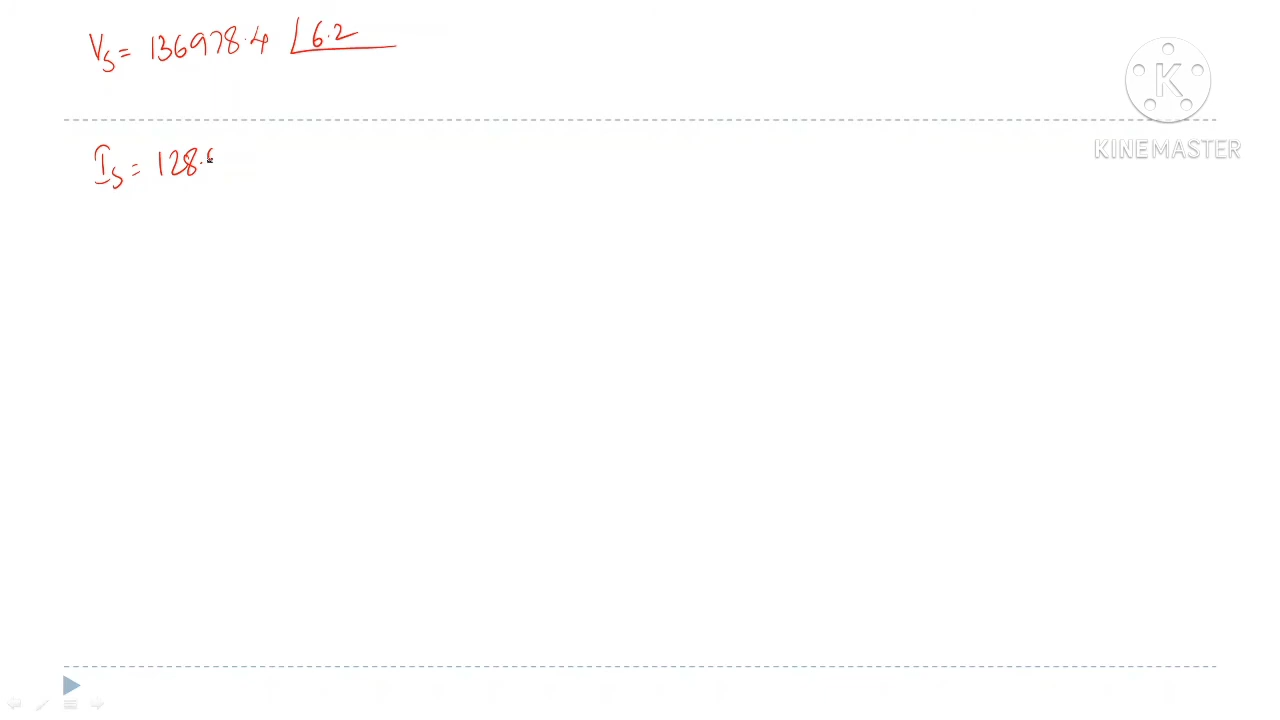 Vs = 136978.4 ∠6.2
K
KINEMASTER
Is = 128.